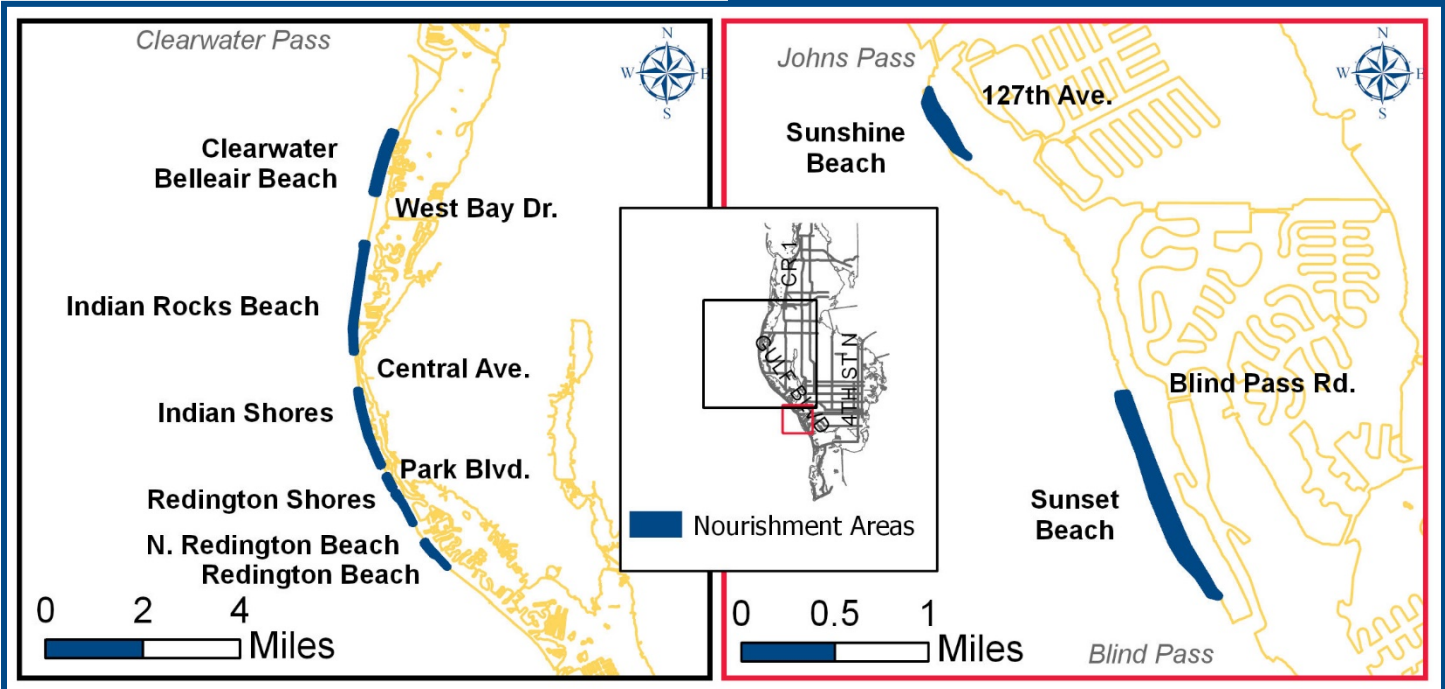 Clearwater Pass
N
W
E
S
Clearwater
Belleair Beach
West Bay Dr.
Indian Rocks Beach
Central Ave.
Indian Shores
Park Blvd.
Redington Shores
N. Redington Beach
Redington Beach
0 2 4
Miles
CR 1
GULF BLVD
4TH ST N
Nourishment Areas
Johns Pass
N
W
E
S
127th Ave.
Sunshine
Beach
Blind Pass Rd.
Sunset
Beach
0 0.5 1
Miles
Blind Pass